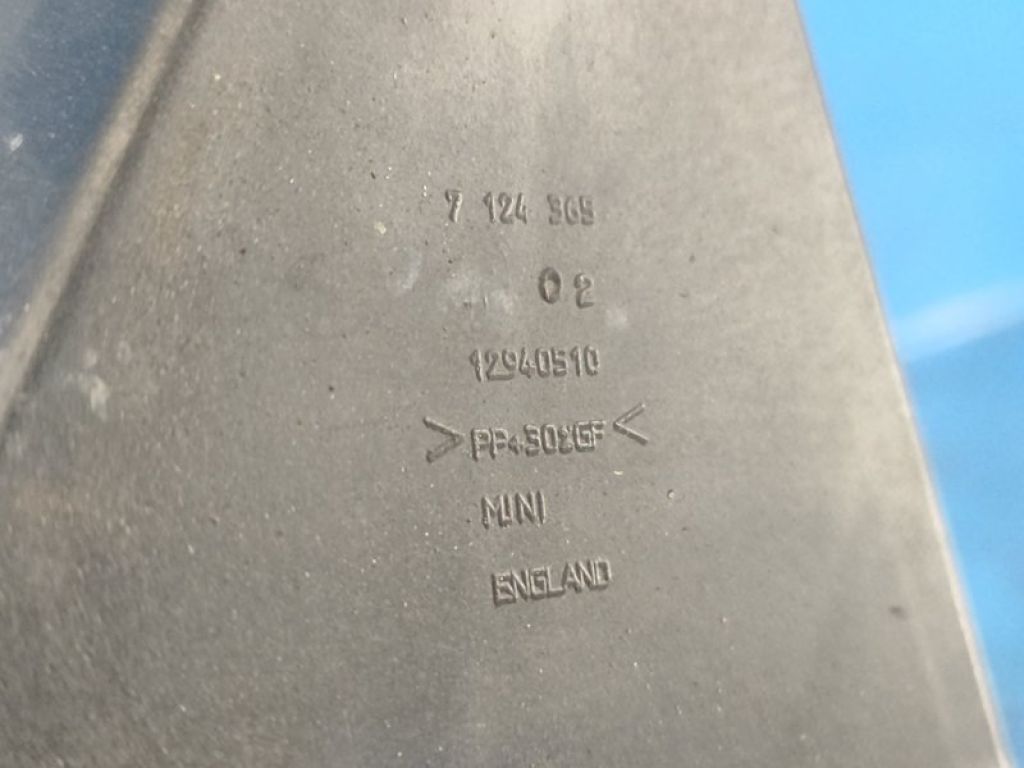 7 124 365
02
12940510
>PP+30%GF<
MINI
ENGLAND